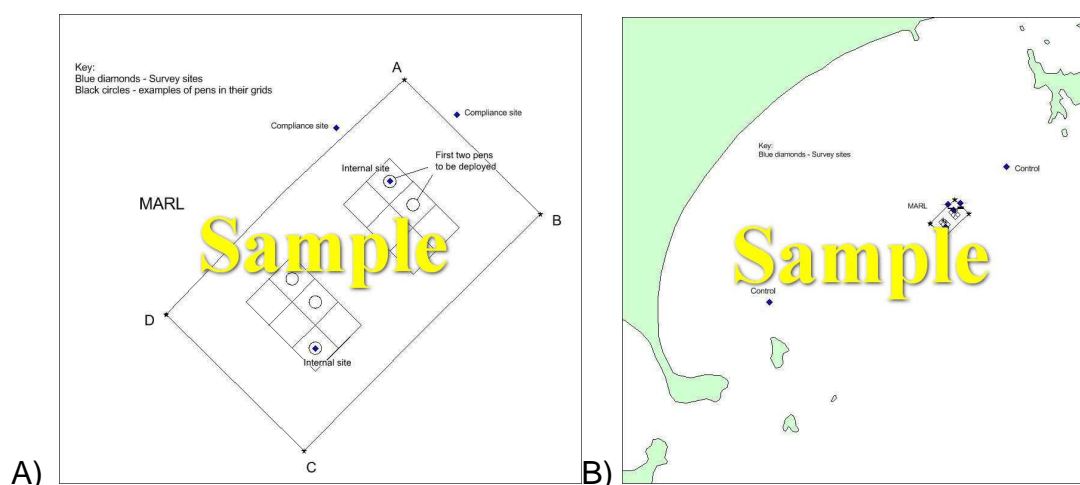 Key:
Blue diamonds - Survey sites
Black circles - examples of pens in their grids
A
Compliance site
Compliance site
First two pens
to be deployed
Internal site
MARL
B
Sample
D
Internal site
C
A)
Key:
Blue diamonds - Survey sites
Control
MARL
Sample
Control
B)